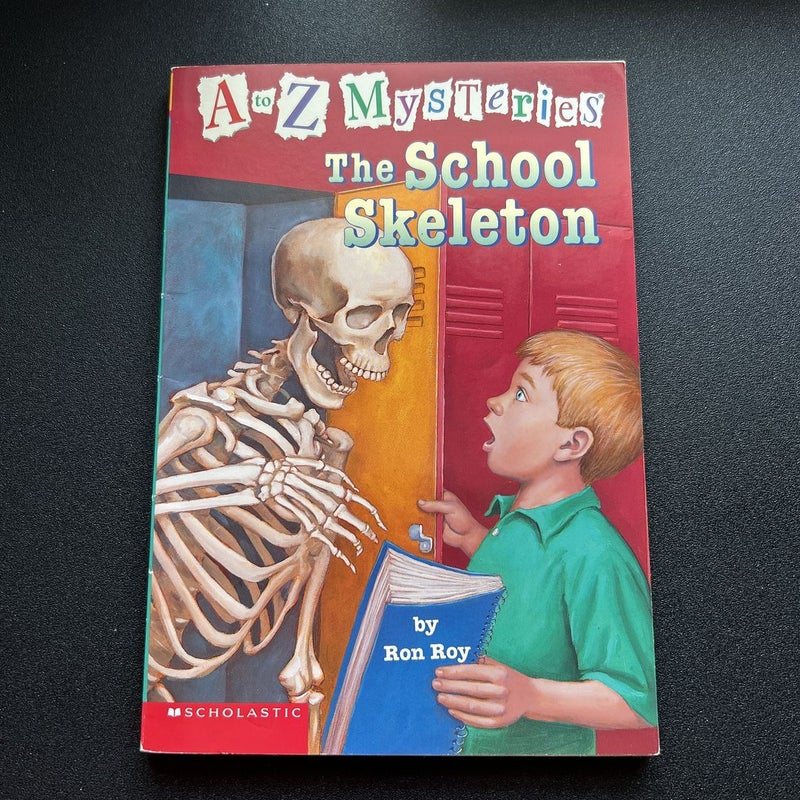 A to Z Mysteries
The School
Skeleton
by
Ron Roy
SCHOLASTIC